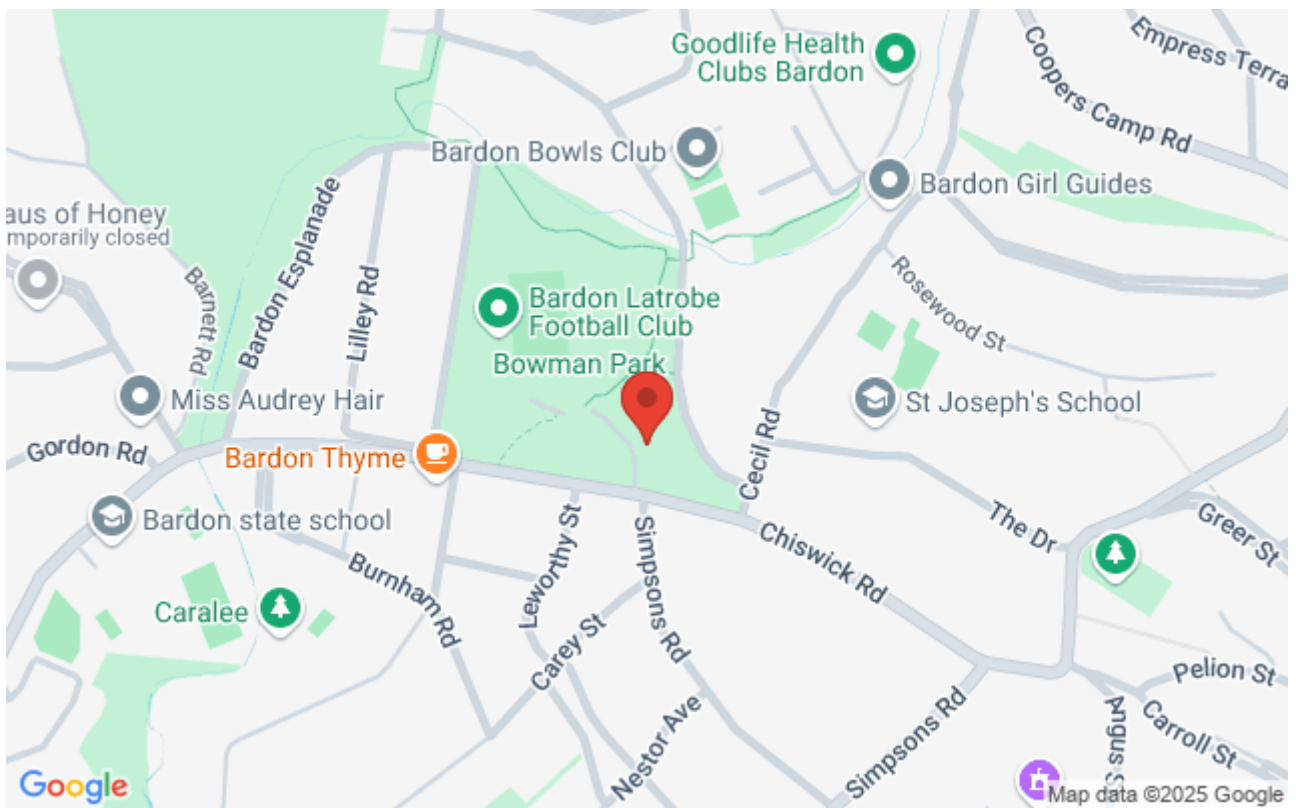 Goodlife Health
Clubs Bardon
Empress Terra
Coopers Camp Rd
Bardon Bowls Club
Bardon Girl Guides
aus of Honey
mporarily closed
Barnett Rd
Bardon Esplanade
Lilley Rd
Rosewood St
Bardon Latrobe
Football Club
Bowman Park
Miss Audrey Hair
St Joseph's School
Gordon Rd
Bardon Thyme
Cecil Rd
Bardon state school
Simpsons Rd
Chiswick Rd
The Dr
Greer St
Leworthy St
Burnham Rd
Caralee
Carey St
Pelion St
Nestor Ave
Simpsons Rd
Angus S
Carroll St
Google
Map data ©2025 Google